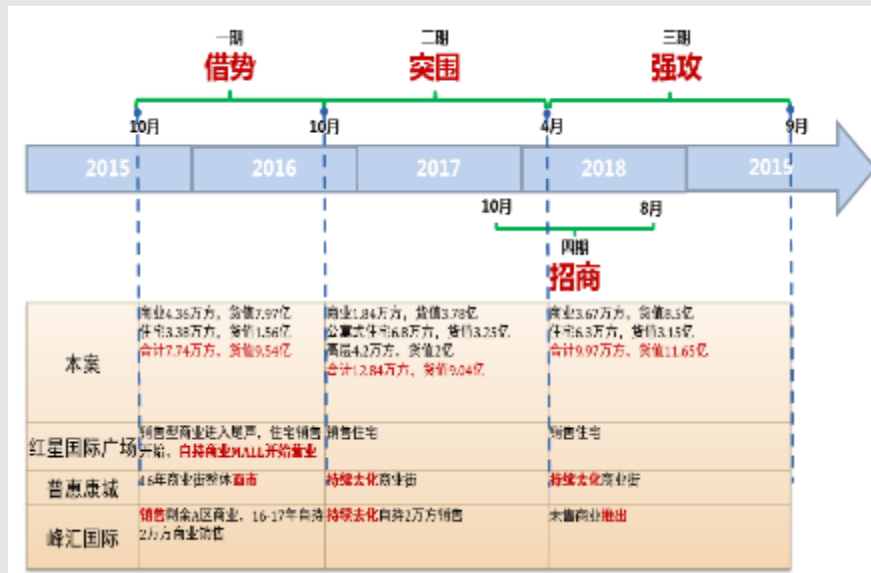 一期
二期
三期
借势
突围
强攻
10月
10月
4月
9月
2015
2016
2017
2018
2019
10月
8月
四期
招商
本案
商业4.36万方，货值7.97亿
住宅3.38万方，货值1.56亿
合计7.74万方、货值9.54亿
商业1.84万方，货值3.78亿
公寓式住宅6.8万方，货值3.25亿
高层4.2万方、货值2亿
合计12.84万方、货值9.04亿
商业3.67万方，货值8.5亿
住宅6.3万方，货值3.15亿
合计9.97万方、货值11.65亿
红星国际广场
销售型商业进入尾声，住宅销售
开始，自持商业MALL开始营业
销售住宅
销售住宅
普惠康城
16年商业街整体面市
持续去化商业街
持续去化商业街
峰汇国际
销售剩余A区商业，16-17年自持
2万方商业销售
持续去化自持2万方销售
未售商业推出